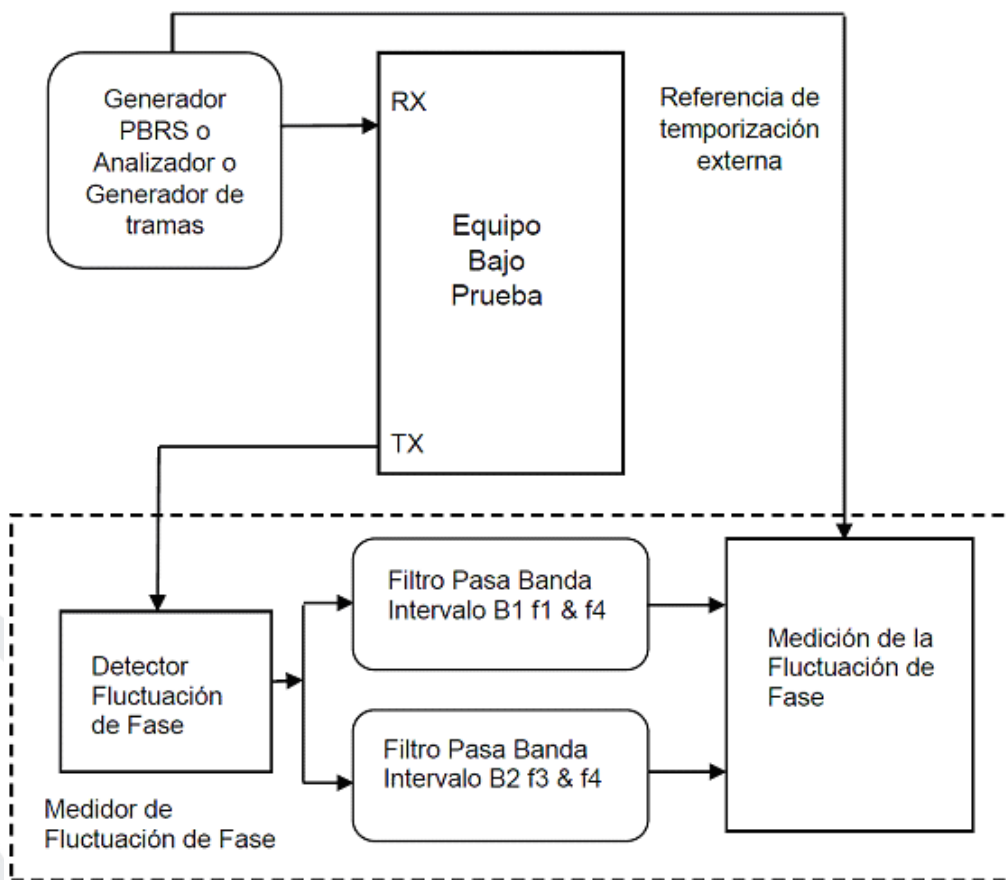 Generador
PBRS o
Analizador o
Generador de
tramas
RX
Referencia de
temporización
externa
Equipo
Bajo
Prueba
TX
Filtro Pasa Banda
Intervalo B1 f1 & f4
Detector
Fluctuación
de Fase
Medición de la
Fluctuación de
Fase
Filtro Pasa Banda
Intervalo B2 f3 & f4
Medidor de
Fluctuación de Fase